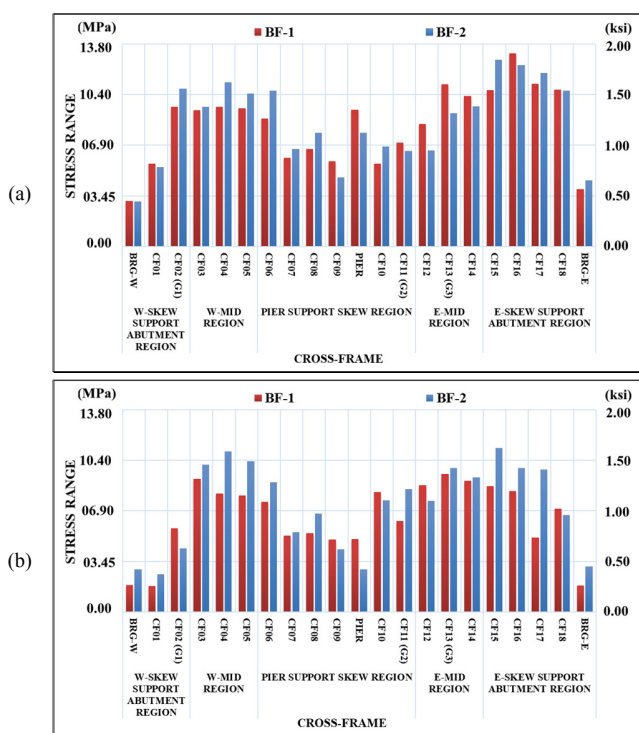 (a)
(MPa) BF-1 BF-2 (ksi)
13.80 2.00
10.40 1.50
06.90 1.00
03.45 0.50
0.00 0.00
STRESS RANGE
BRG-W CF01 CF02 (G1) CF03 CF04 CF05 CF06 CF07 CF08 CF09 PIER CF10 CF11 (G2) CF12 CF13 (G3) CF14 CF15 CF16 CF17 CF18 BRG-E
W-SKEW W-MID PIER SUPPORT SKEW REGION E-MID E-SKEW SUPPORT
SUPPORT REGION REGION ABUTMENT REGION
ABUTMENT
REGION
CROSS-FRAME
(b)
(MPa) BF-1 BF-2 (ksi)
13.80 2.00
10.40 1.50
06.90 1.00
03.45 0.50
0.00 0.00
STRESS RANGE
BRG-W CF01 CF02 (G1) CF03 CF04 CF05 CF06 CF07 CF08 CF09 PIER CF10 CF11 (G2) CF12 CF13 (G3) CF14 CF15 CF16 CF17 CF18 BRG-E
W-SKEW W-MID PIER SUPPORT SKEW REGION E-MID E-SKEW SUPPORT
SUPPORT REGION REGION ABUTMENT REGION
ABUTMENT
REGION
CROSS-FRAME